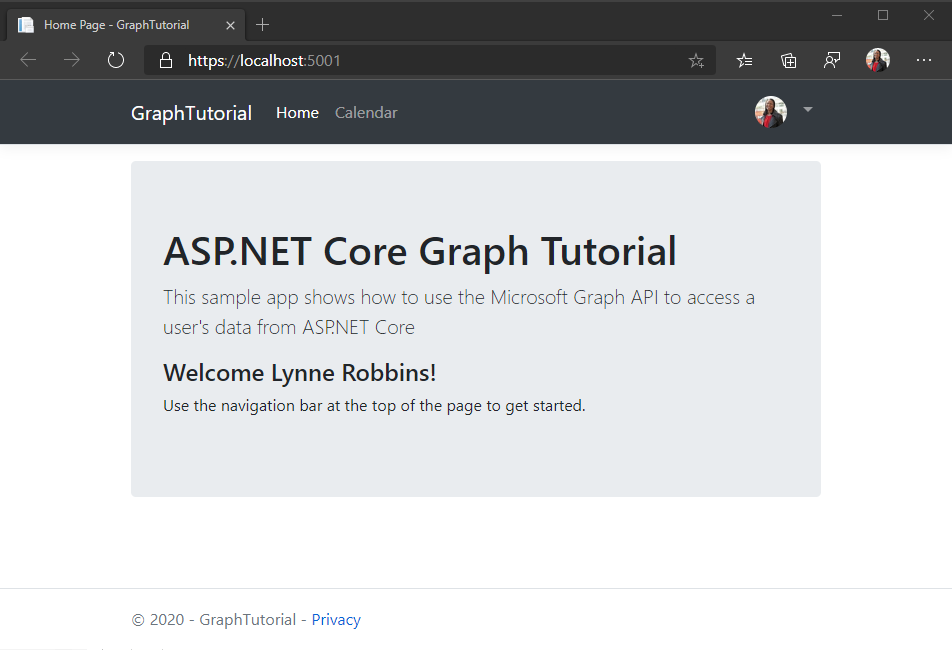 Home Page - GraphTutorial
https://localhost:5001
GraphTutorial Home Calendar
ASP.NET Core Graph Tutorial
This sample app shows how to use the Microsoft Graph API to access a
user's data from ASP.NET Core
Welcome Lynne Robbins!
Use the navigation bar at the top of the page to get started.
© 2020 - GraphTutorial - Privacy